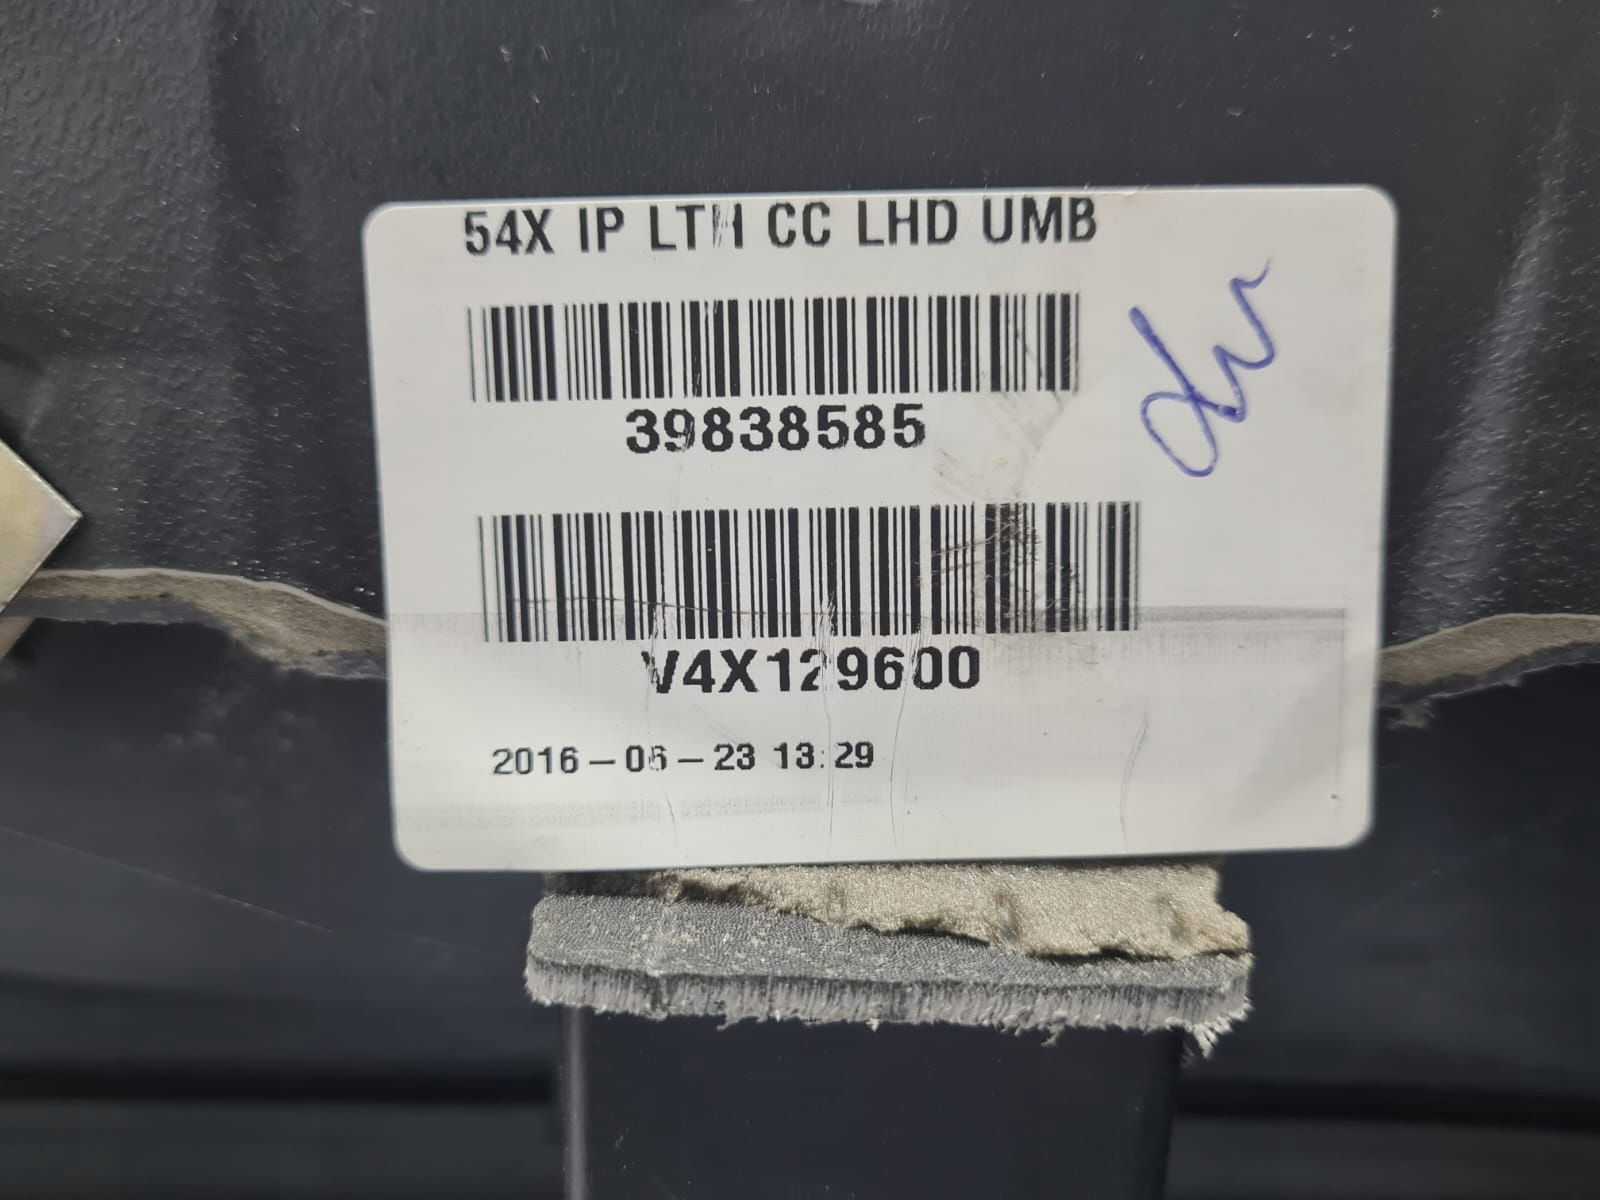 54X IP LTH CC LHD UMB
39838585
V4X129600
2016-06-23 13:29